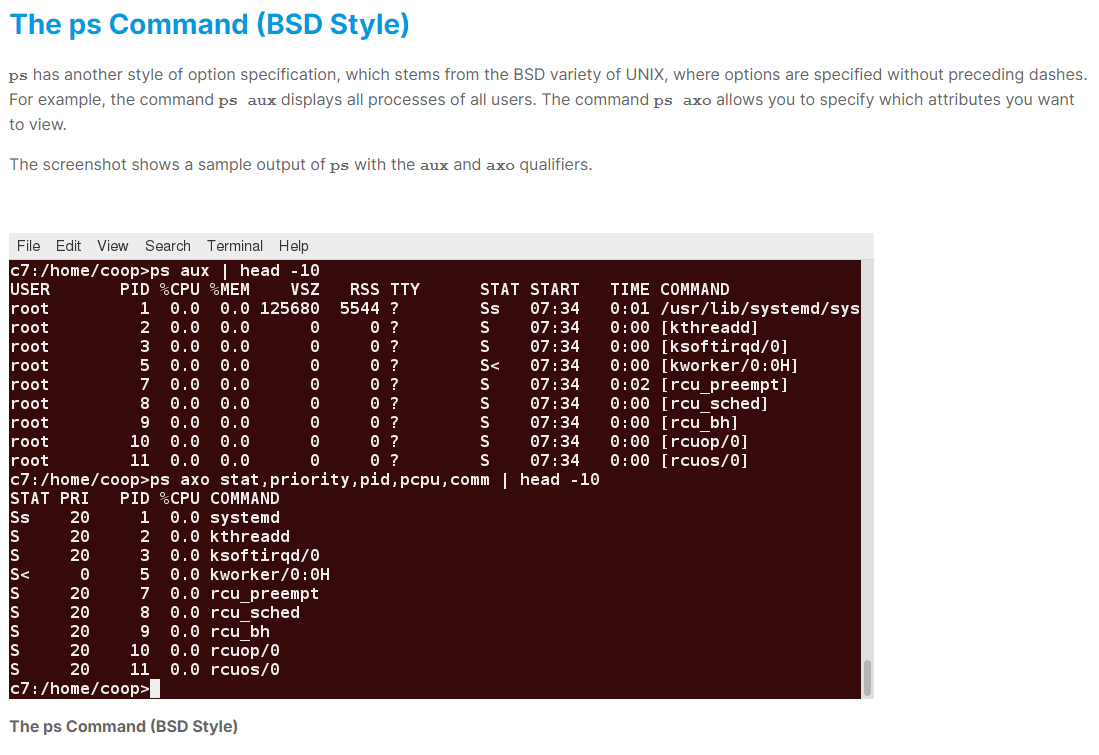 The ps Command (BSD Style)
ps has another style of option specification, which stems from the BSD variety of UNIX, where options are specified without preceding dashes.
For example, the command ps aux displays all processes of all users. The command ps axo allows you to specify which attributes you want
to view.
The screenshot shows a sample output of ps with the aux and axo qualifiers.
File Edit View Search Terminal Help
c7:/home/coop>ps aux | head -10
USER       PID %CPU %MEM    VSZ   RSS TTY      STAT START   TIME COMMAND
root         1  0.0  0.0 125680  5544 ?        Ss   07:34   0:01 /usr/lib/systemd/sys
root         2  0.0  0.0      0     0 ?        S    07:34   0:00 [kthreadd]
root         3  0.0  0.0      0     0 ?        S    07:34   0:00 [ksoftirqd/0]
root         5  0.0  0.0      0     0 ?        S<   07:34   0:00 [kworker/0:0H]
root         7  0.0  0.0      0     0 ?        S    07:34   0:02 [rcu_preempt]
root         8  0.0  0.0      0     0 ?        S    07:34   0:00 [rcu_sched]
root         9  0.0  0.0      0     0 ?        S    07:34   0:00 [rcu_bh]
root        10  0.0  0.0      0     0 ?        S    07:34   0:00 [rcuop/0]
root        11  0.0  0.0      0     0 ?        S    07:34   0:00 [rcuos/0]
c7:/home/coop>ps axo stat,priority,pid,pcpu,comm | head -10
STAT PRI   PID %CPU COMMAND
Ss    20     1  0.0 systemd
S     20     2  0.0 kthreadd
S     20     3  0.0 ksoftirqd/0
S<     0     5  0.0 kworker/0:0H
S     20     7  0.0 rcu_preempt
S     20     8  0.0 rcu_sched
S     20     9  0.0 rcu_bh
S     20    10  0.0 rcuop/0
S     20    11  0.0 rcuos/0
c7:/home/coop>
The ps Command (BSD Style)